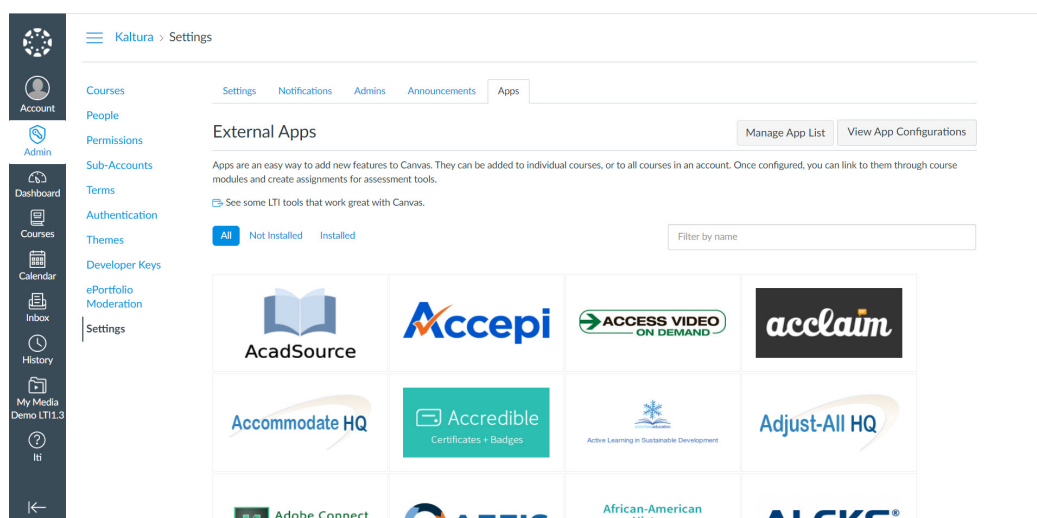 Kaltura > Settings
Account
Admin
Dashboard
Courses
Calendar
Inbox
History
My Media
Demo LTI1.3
lti
Courses
People
Permissions
Sub-Accounts
Terms
Authentication
Themes
Developer Keys
ePortfolio
Moderation
Settings
Settings Notifications Admins Announcements Apps
External Apps
Manage App List View App Configurations
Apps are an easy way to add new features to Canvas. They can be added to individual courses, or to all courses in an account. Once configured, you can link to them through course
modules and create assignments for assessment tools.
See some LTI tools that work great with Canvas.
All Not Installed Installed Filter by name
AcadSource
Accepi
ACCESS VIDEO
ON DEMAND
acclaim
Accommodate HQ
Accredible
Certificates + Badges
Active Learning in Sustainable Development
Adjust-All HQ
Adobe Connect
African-American
ALEKS®